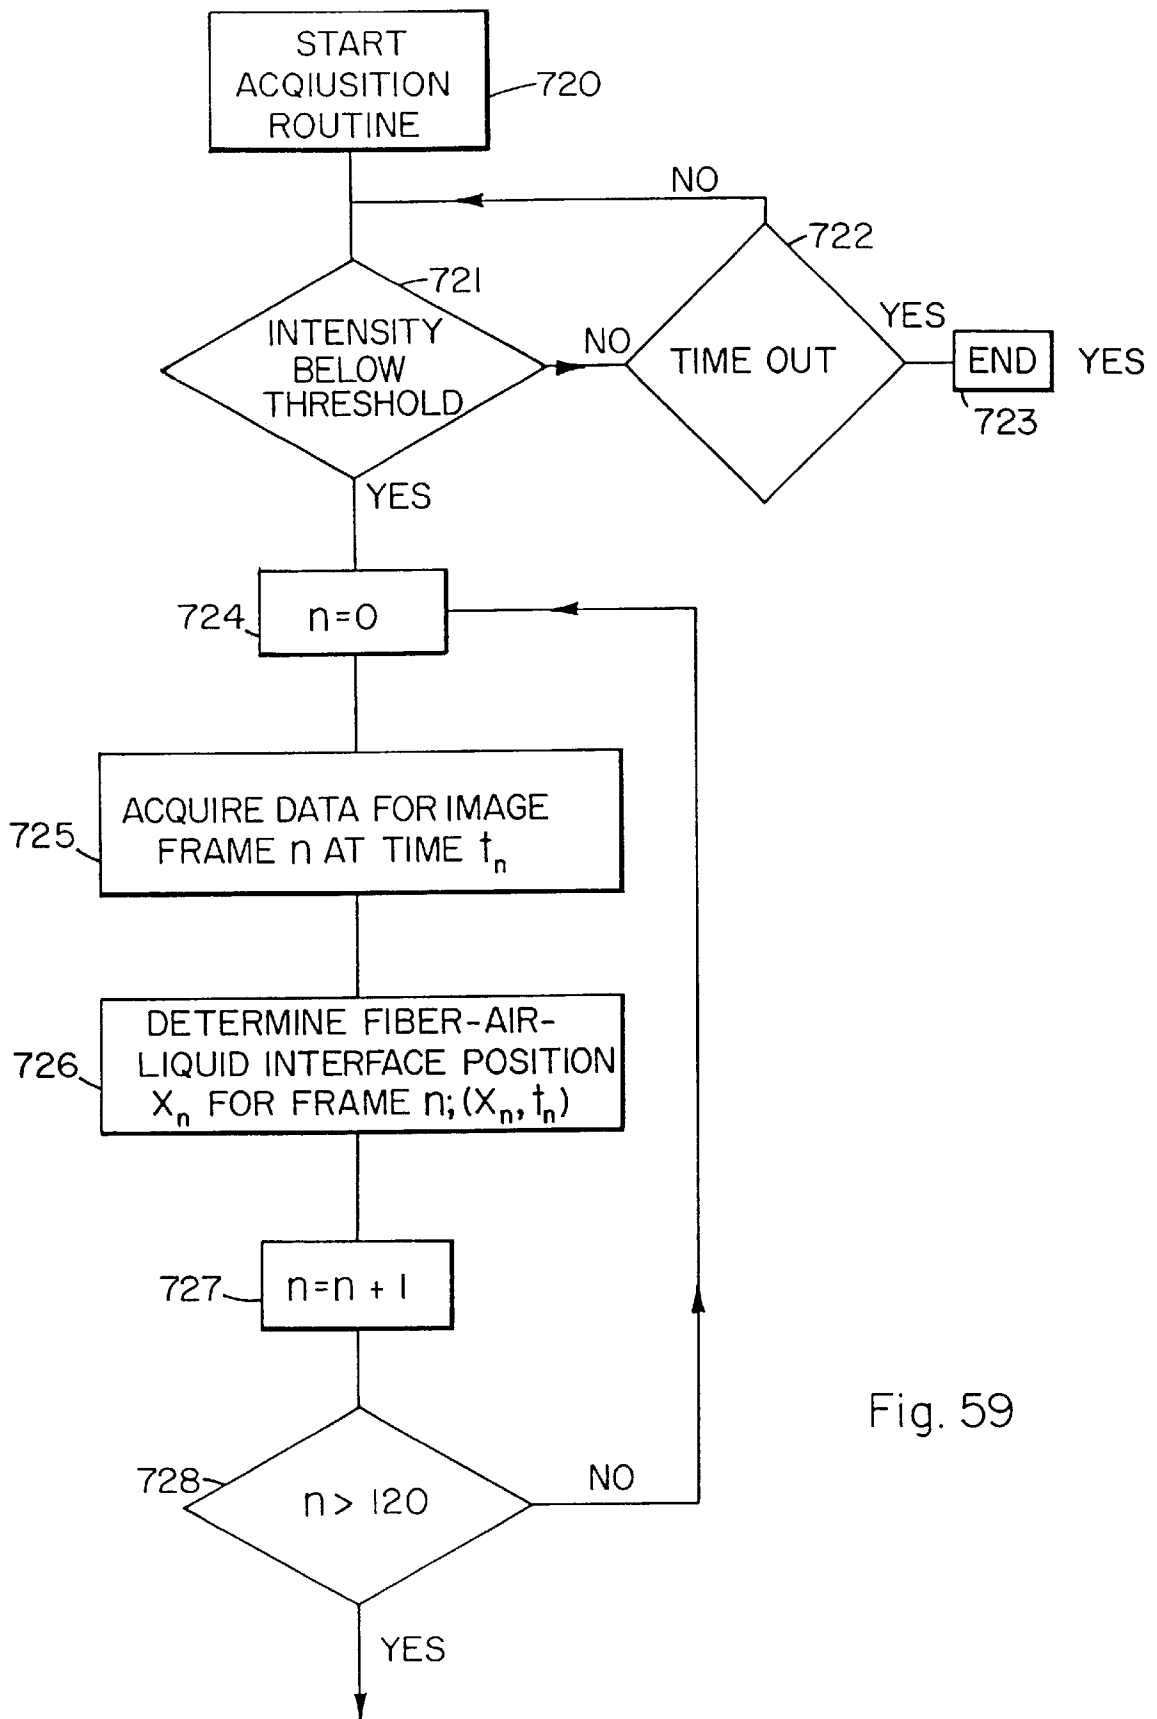 START
ACQIUSITION
ROUTINE
720
NO
722
721
INTENSITY
BELOW
THRESHOLD
NO
TIME OUT
YES
END
YES
723
YES
724
n=0
725
ACQUIRE DATA FOR IMAGE
FRAME n AT TIME tn
726
DETERMINE FIBER-AIR-
LIQUID INTERFACE POSITION
Xn FOR FRAME n; (Xn, tn)
727
n=n + 1
Fig. 59
728
n > 120
NO
YES